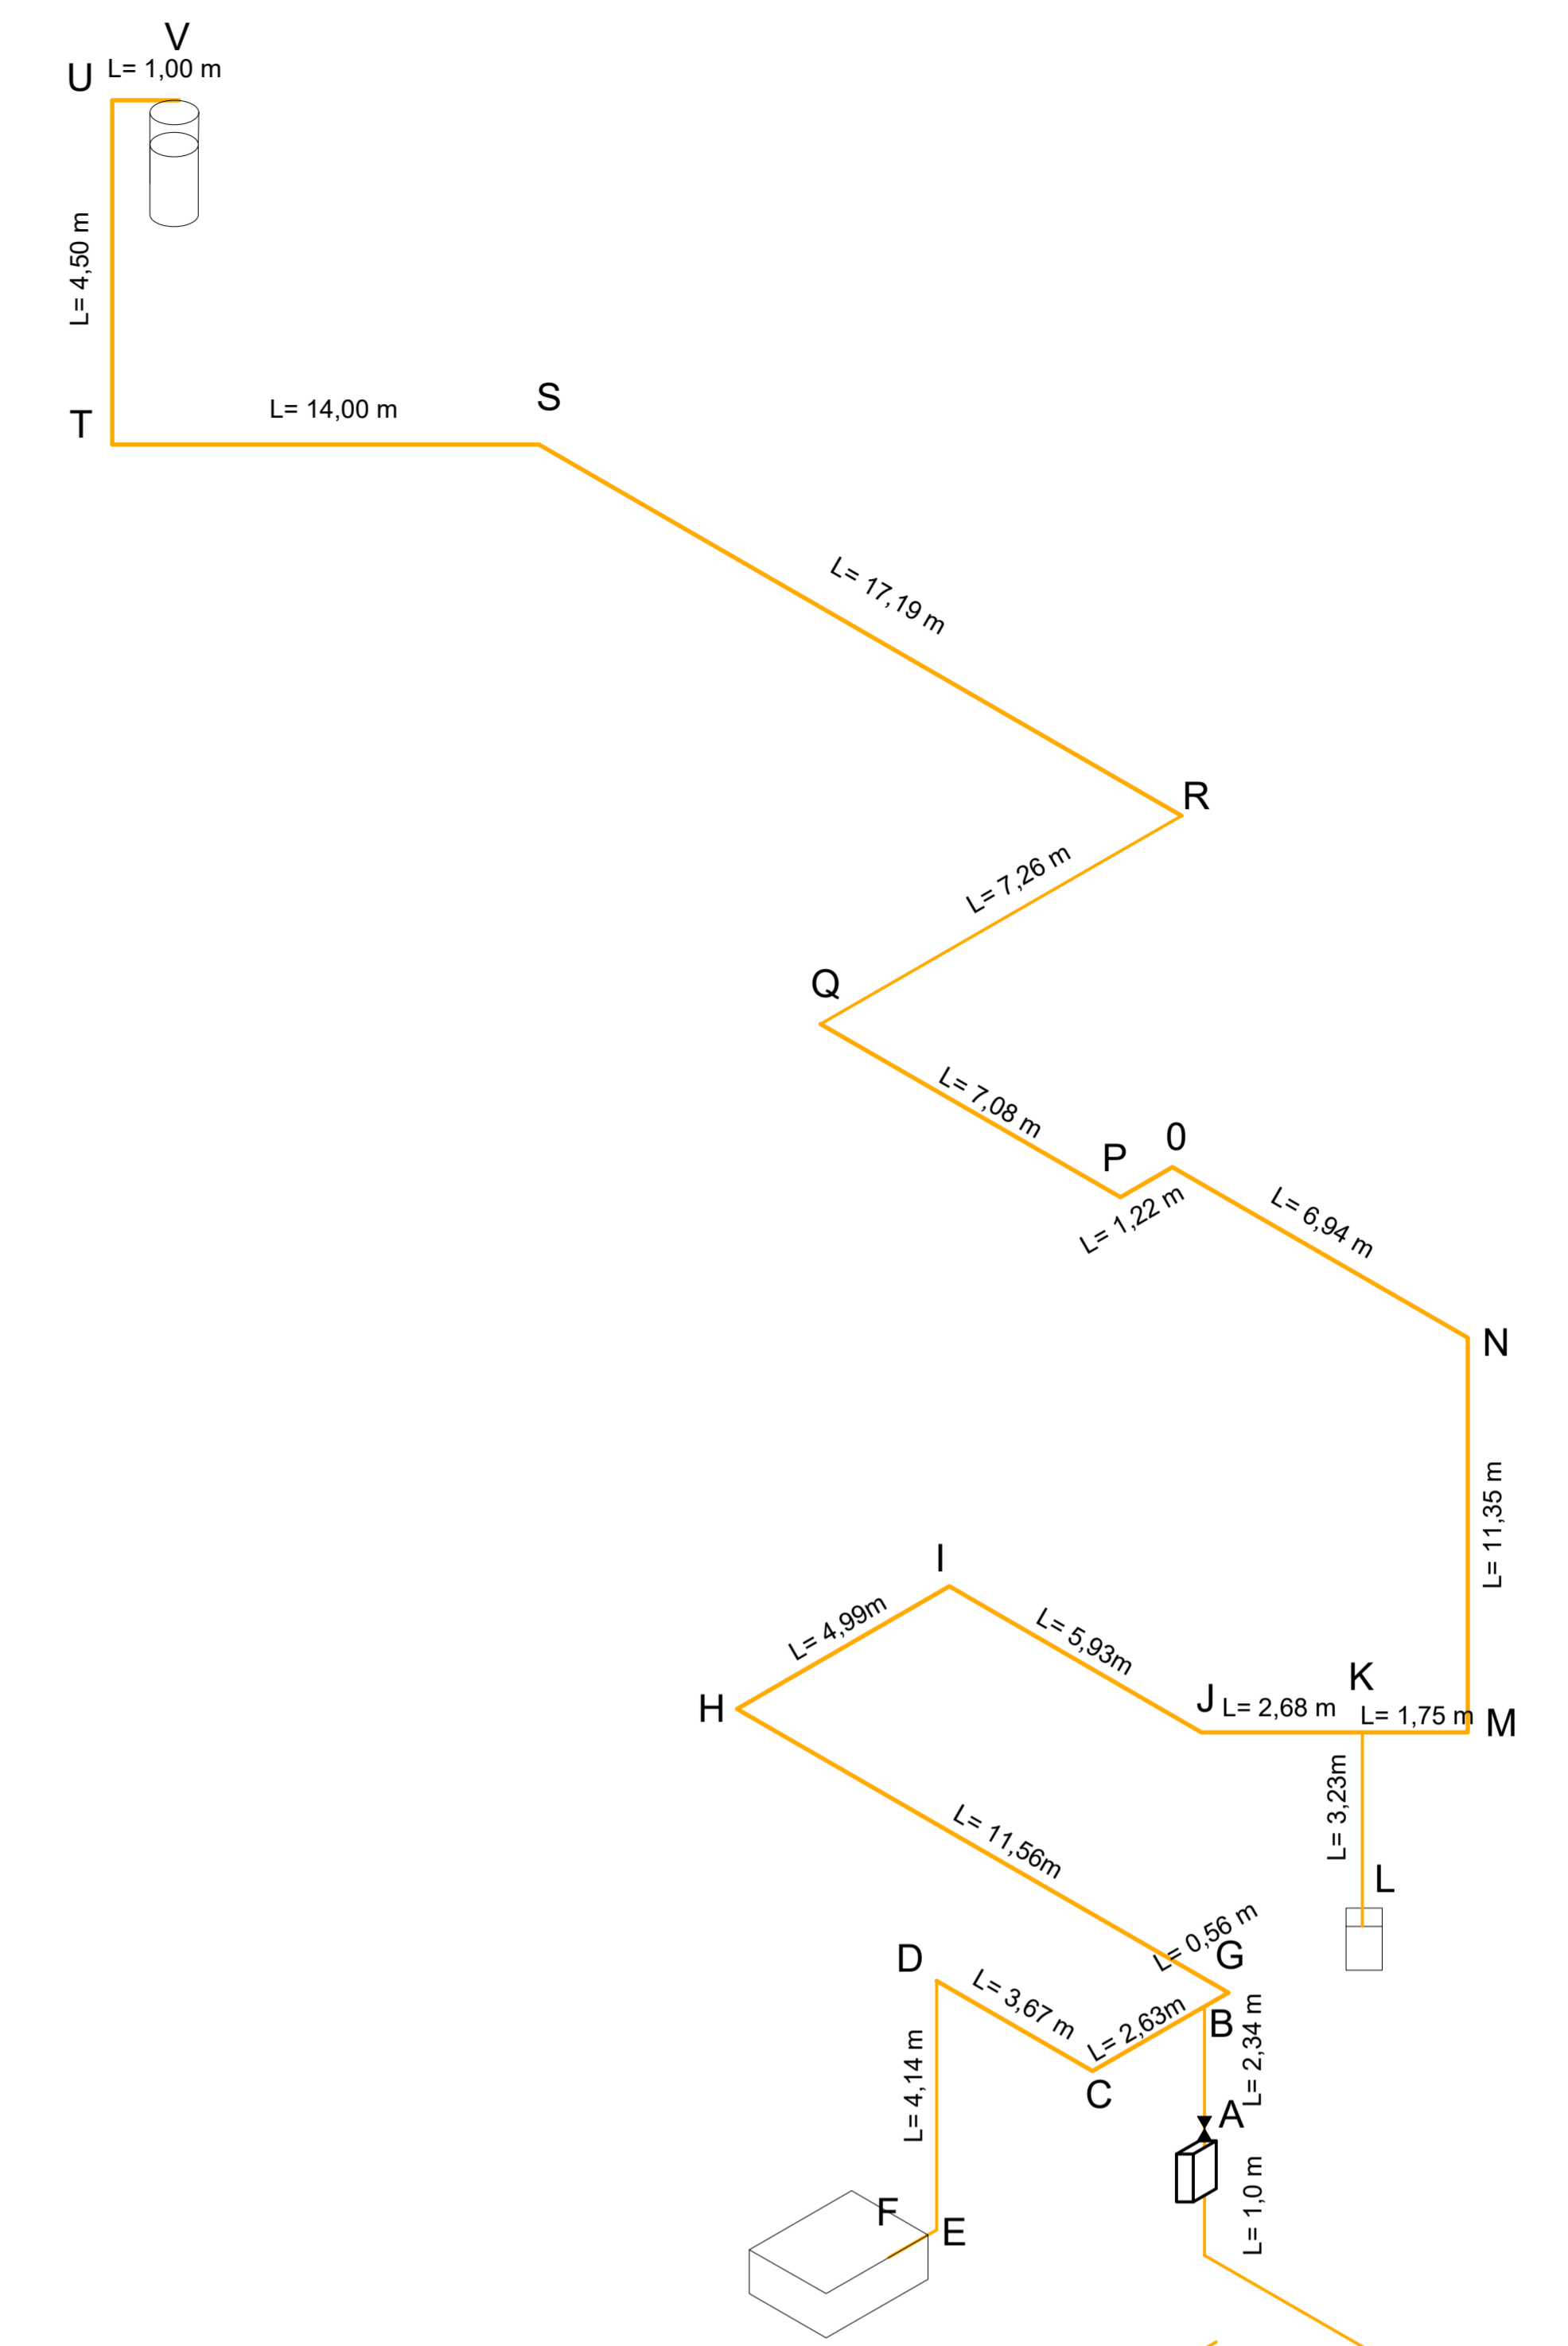 V
U
L= 1,00 m
L= 4,50 m
T
L= 14,00 m
S
L= 17,19 m
R
L= 7,26 m
Q
L= 7,08 m
P
0
L= 1,22 m
L= 6,94 m
N
L= 11,35 m
I
L= 4,99m
L= 5,93m
H
J
L= 2,68 m
K
L= 1,75 m
M
L= 3,23m
L
L= 11,56m
L= 0,56 m
G
D
L= 3,67 m
L= 2,63m
B
L= 2,34 m
C
L= 4,14 m
A
L= 1,0 m
F
E